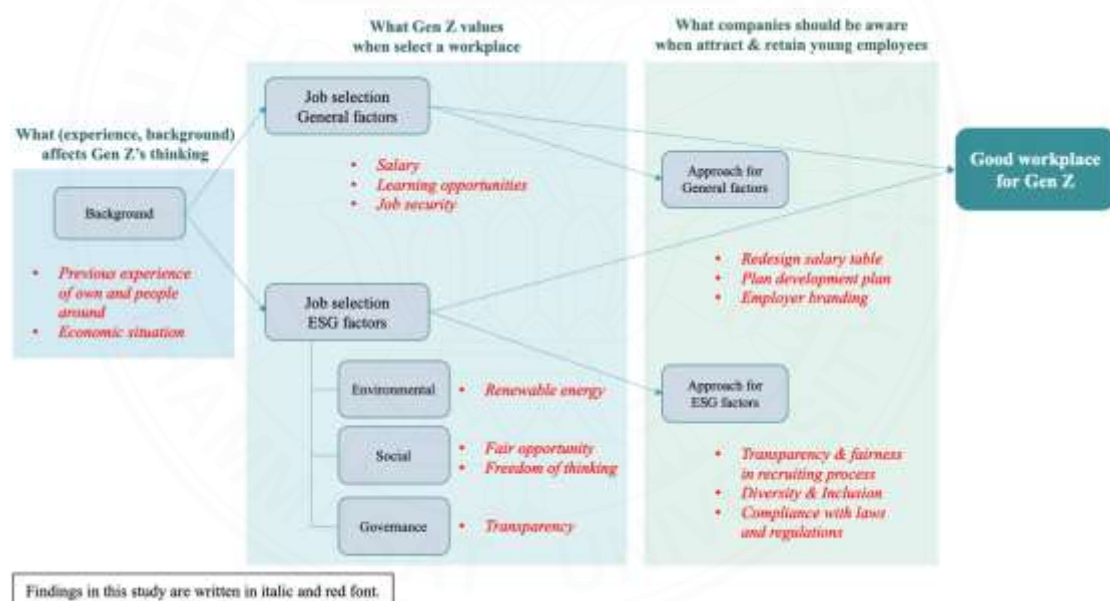 What Gen Z values
when select a workplace
What companies should be aware
when attract & retain young employees
What (experience, background)
affects Gen Z's thinking
Background
• Previous experience
of own and people
around
• Economic situation
Job selection
General factors
• Salary
• Learning opportunities
• Job security
Job selection
ESG factors
Environmental
• Renewable energy
Social
• Fair opportunity
• Freedom of thinking
Governance
• Transparency
Approach for
General factors
• Redesign salary table
• Plan development plan
• Employer branding
Approach for
ESG factors
• Transparency & fairness
in recruiting process
• Diversity & Inclusion
• Compliance with laws
and regulations
Good workplace
for Gen Z
Findings in this study are written in italic and red font.